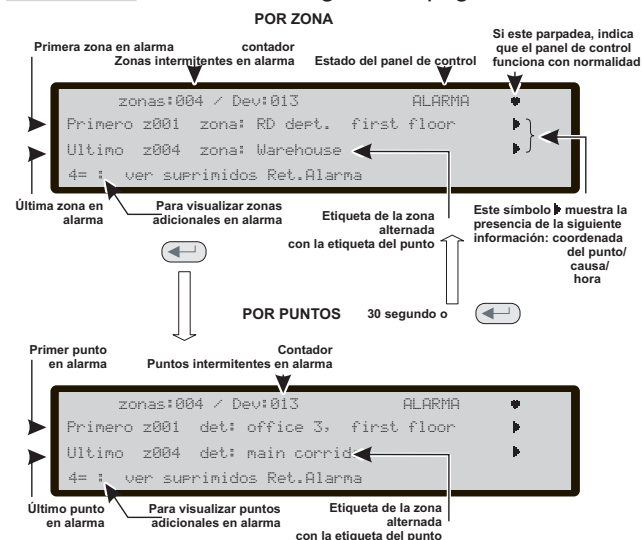 POR ZONA
Si este parpadea, indica
que el panel de control
funciona con normalidad
Primera zona en alarma
contador
Zonas intermitentes en alarma
Estado del panel de control
zonas:004 / Dev:013 ALARMA
Primero z001 zona: RD dept. first floor
Ultimo z004 zona: Warehouse
4= : ver suprimidos Ret.Alarma
Última zona en
alarma
Para visualizar zonas
adicionales en alarma
Etiqueta de la zona
alternada
con la etiqueta del punto
Este símbolo muestra la
presencia de la siguiente
información: coordenada
del punto/
causa/
hora
POR PUNTOS
30 segundo o
Primer punto
en alarma
Contador
Puntos intermitentes en alarma
zonas:004 / Dev:013 ALARMA
Primero z001 det: office 3, first floor
Ultimo z004 det: main corrid
4= : ver suprimidos Ret.Alarma
Último punto
en alarma
Para visualizar puntos
adicionales en alarma
Etiqueta de la zona
alternada
con la etiqueta del punto